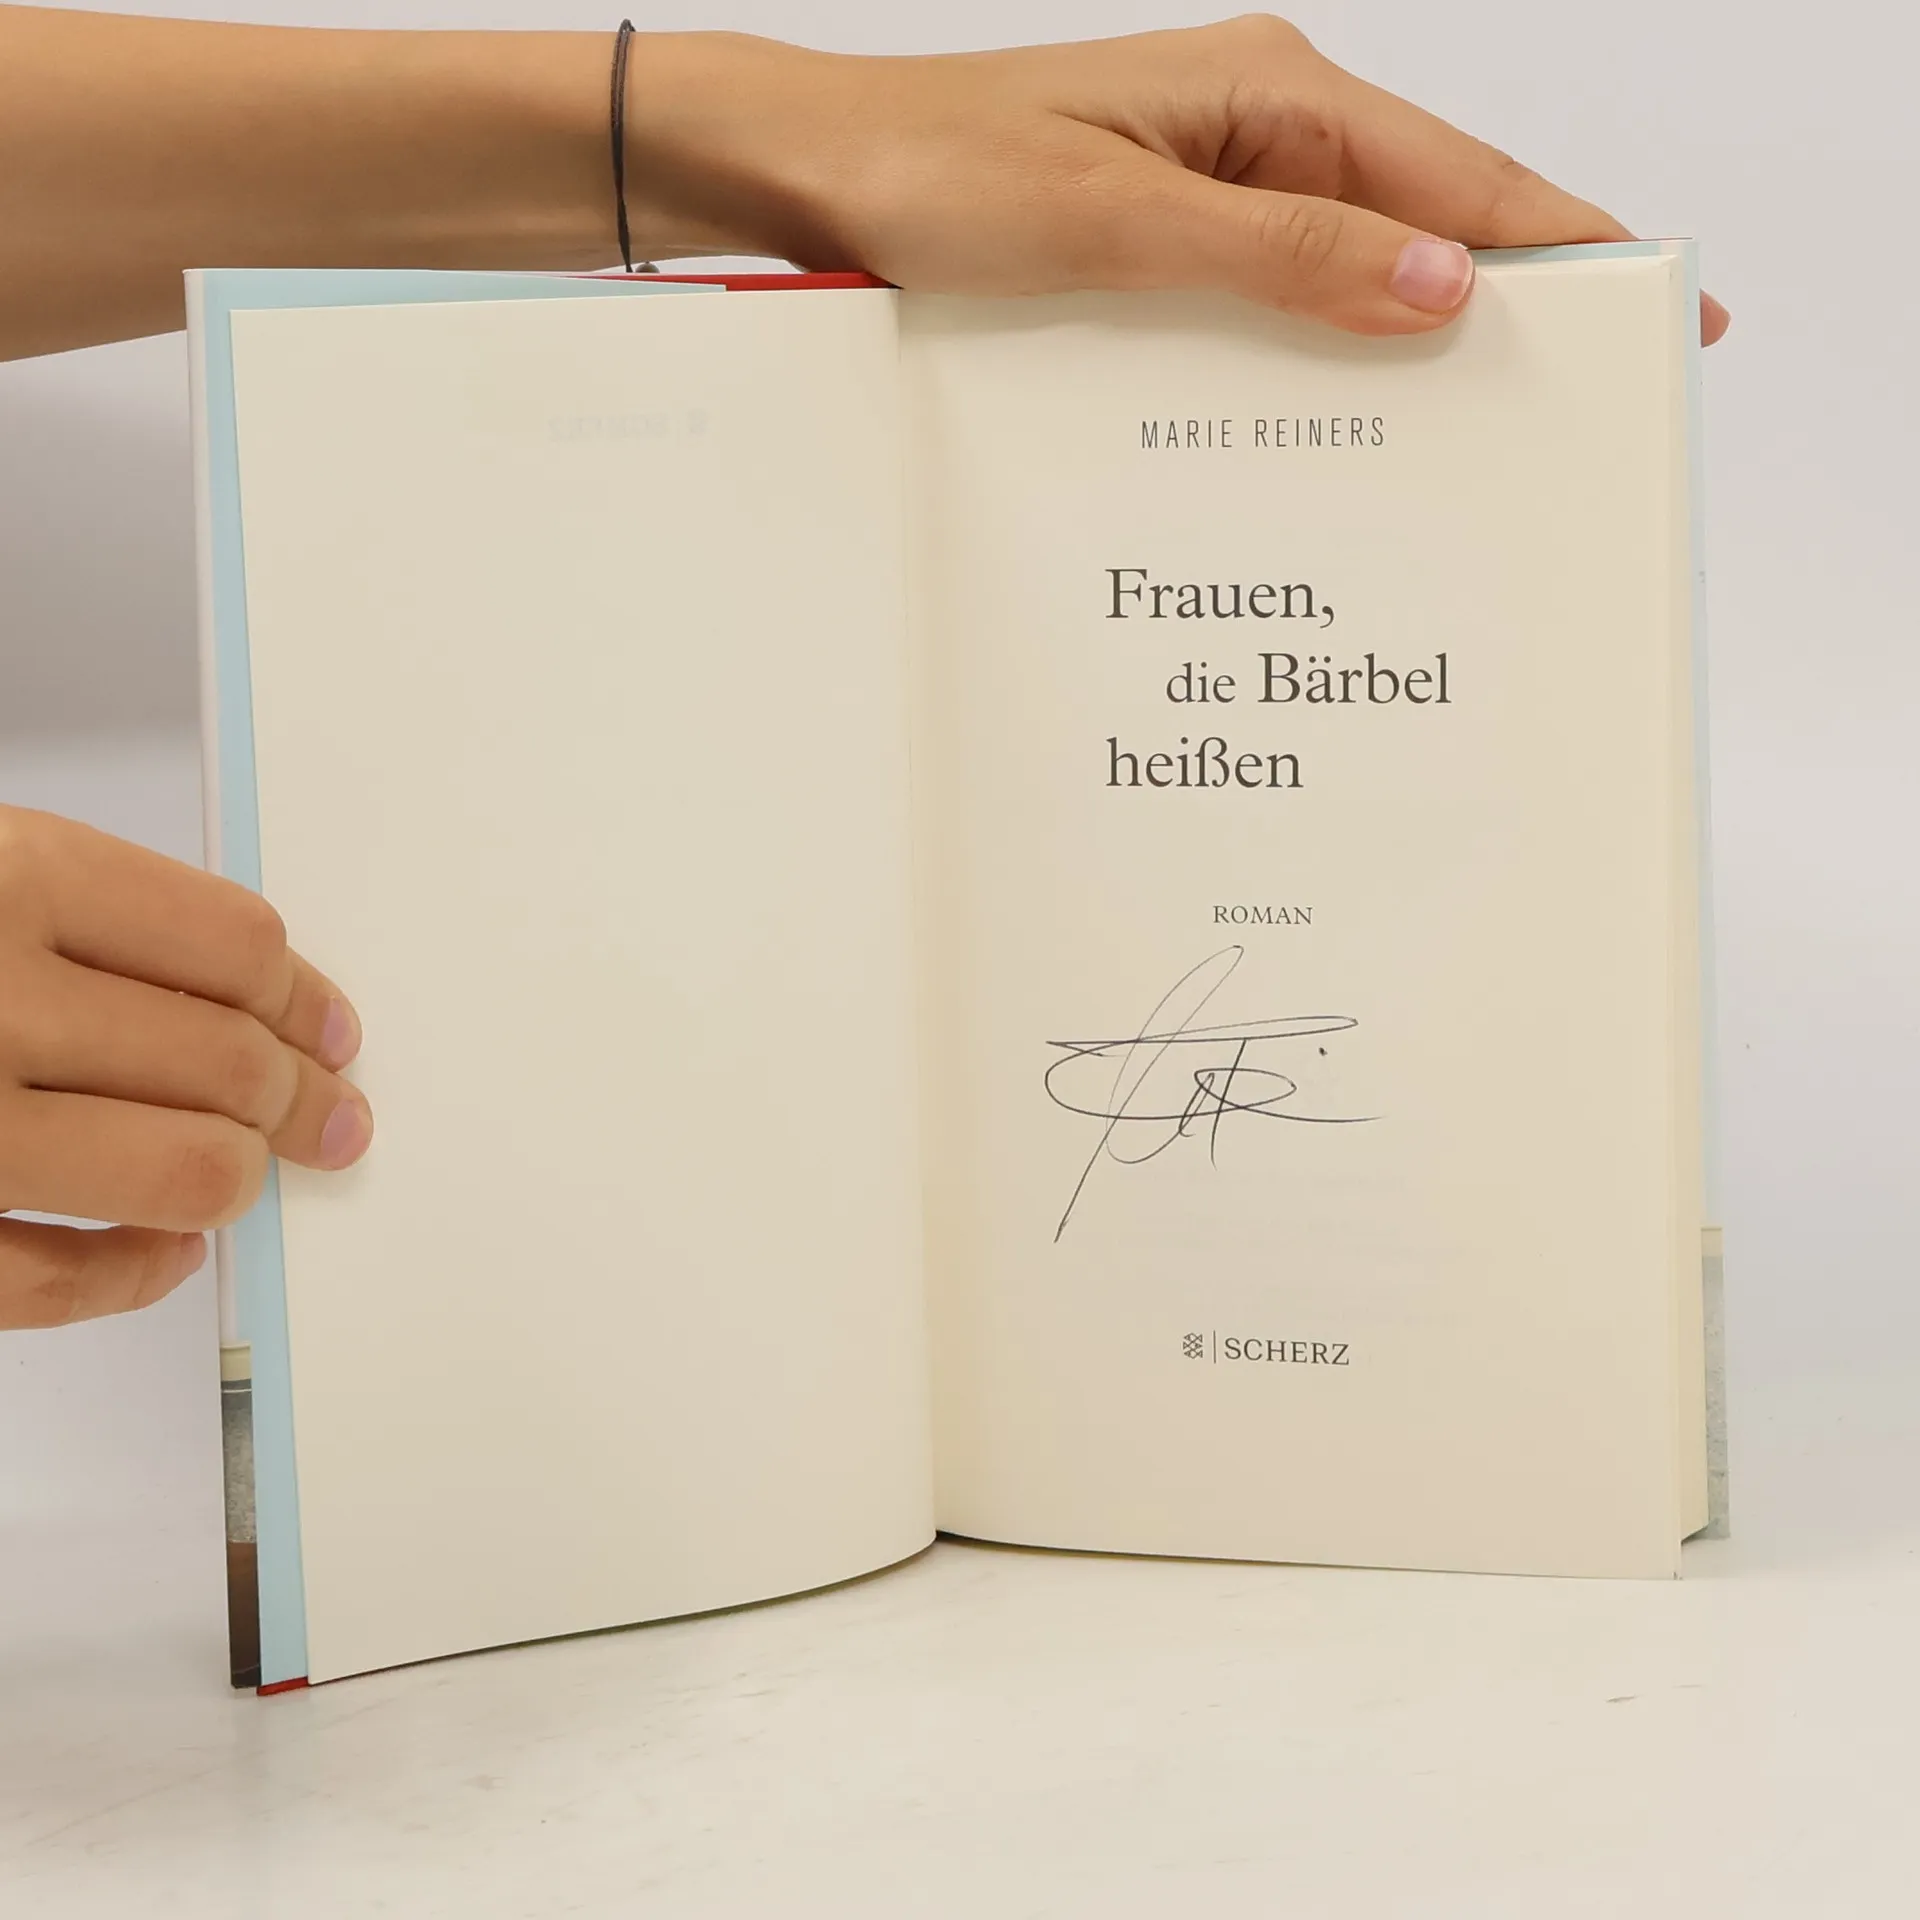 MARIE REINERS
Frauen,
die Bärbel
heißen
ROMAN
SCHERZ